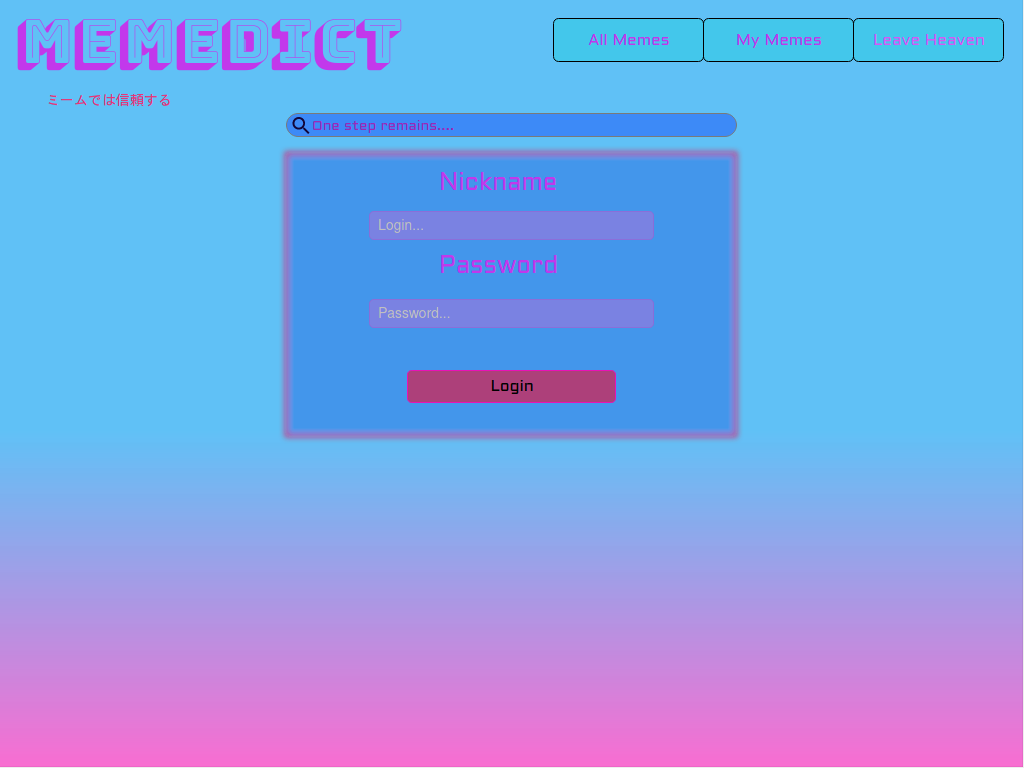 MEMEDICT
All Memes
My Memes
Leave Heaven
ミームでは信頼する
One step remains....
Nickname
Login...
Password
Password...
Login